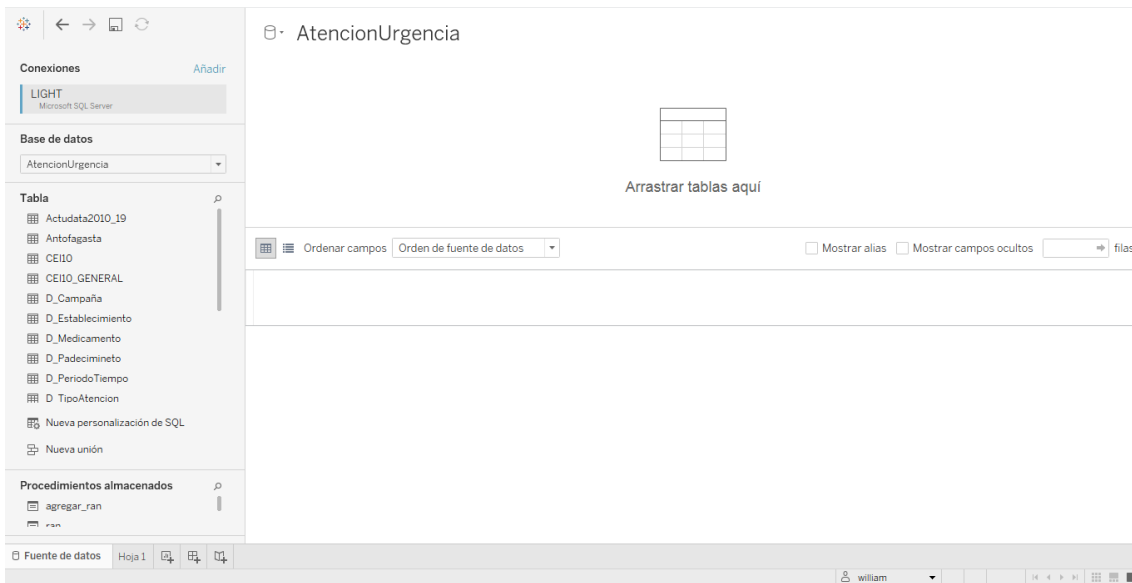 AtencionUrgencia
Conexiones Añadir
LIGHT
Microsoft SQL Server
Base de datos
AtencionUrgencia
Tabla
Actudata2010_19
Antofagasta
CEI10
CEI10_GENERAL
D_Campaña
D_Establecimiento
D_Medicamento
D_Padecimineto
D_PeriodoTiempo
D_TipoAtencion
Nueva personalización de SQL
Nueva unión
Procedimientos almacenados
agregar_ran
ran
Arrastrar tablas aquí
Ordenar campos Orden de fuente de datos Mostrar alias Mostrar campos ocultos filas
Fuente de datos Hoja 1
william